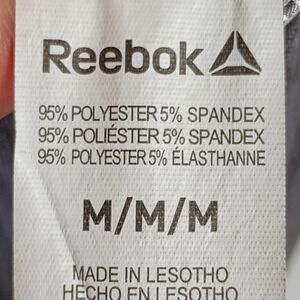 Reebok
95% POLYESTER 5% SPANDEX
95% POLIÉSTER 5% SPANDEX
95% POLYESTER 5% ÉLASTHANNE
M/M/M
MADE IN LESOTHO
HECHO EN LESOTHO